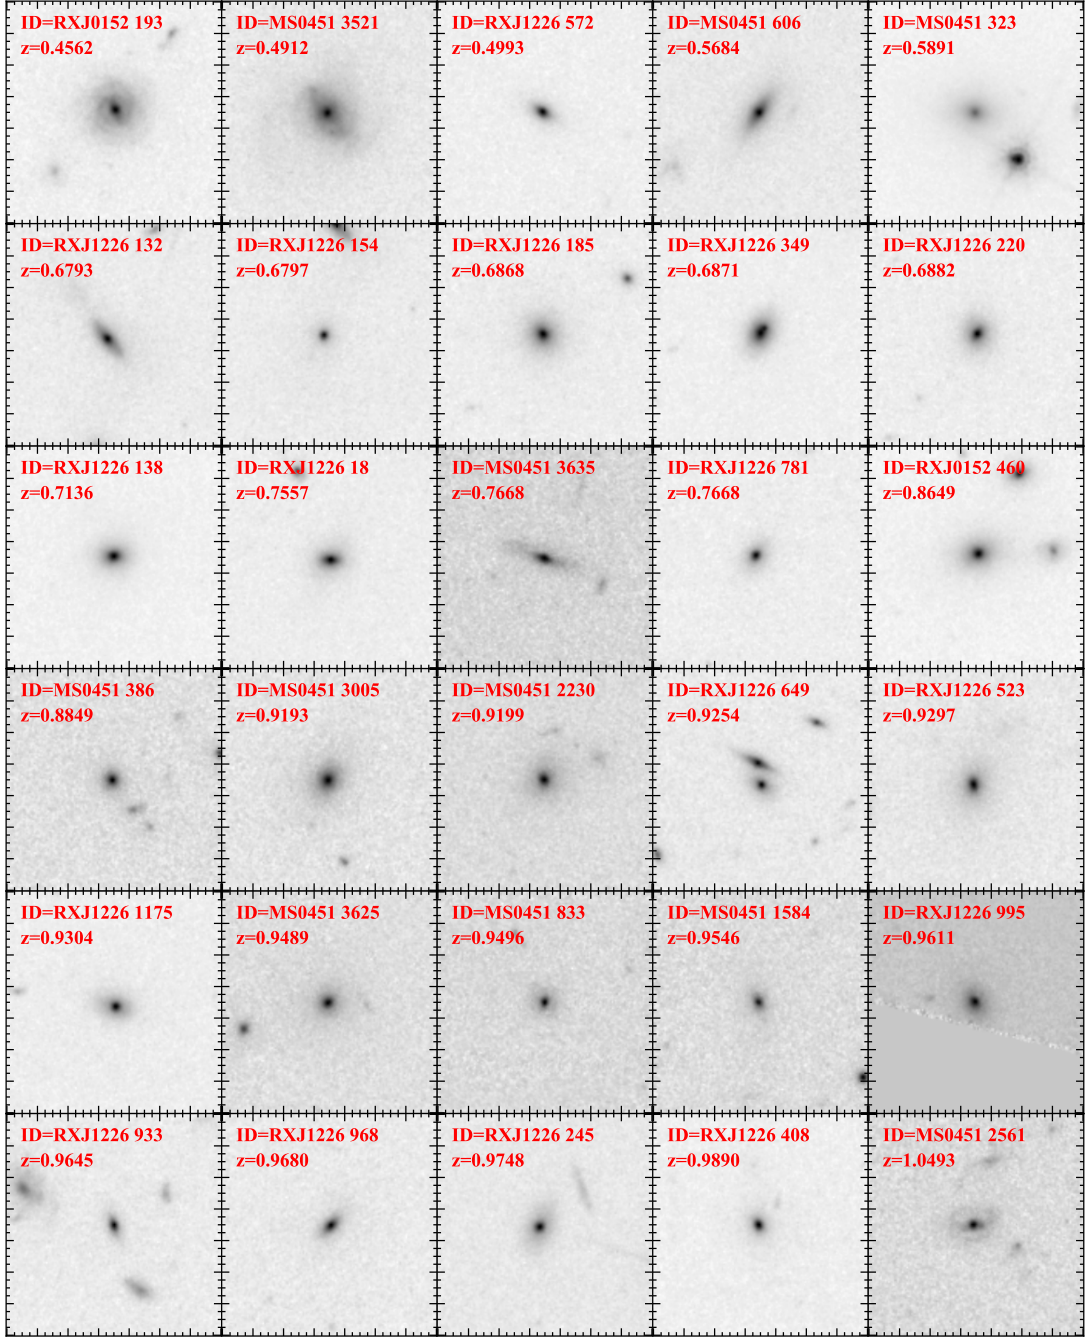 ID=RXJ0152 193
z=0.4562
ID=MS0451 3521
z=0.4912
ID=RXJ1226 572
z=0.4993
ID=MS0451 606
z=0.5684
ID=MS0451 323
z=0.5891
ID=RXJ1226 132
z=0.6793
ID=RXJ1226 154
z=0.6797
ID=RXJ1226 185
z=0.6868
ID=RXJ1226 349
z=0.6871
ID=RXJ1226 220
z=0.6882
ID=RXJ1226 138
z=0.7136
ID=RXJ1226 18
z=0.7557
ID=MS0451 3635
z=0.7668
ID=RXJ1226 781
z=0.7668
ID=RXJ0152 460
z=0.8649
ID=MS0451 386
z=0.8849
ID=MS0451 3005
z=0.9193
ID=MS0451 2230
z=0.9199
ID=RXJ1226 649
z=0.9254
ID=RXJ1226 523
z=0.9297
ID=RXJ1226 1175
z=0.9304
ID=MS0451 3625
z=0.9489
ID=MS0451 833
z=0.9496
ID=MS0451 1584
z=0.9546
ID=RXJ1226 995
z=0.9611
ID=RXJ1226 933
z=0.9645
ID=RXJ1226 968
z=0.9680
ID=RXJ1226 245
z=0.9748
ID=RXJ1226 408
z=0.9890
ID=MS0451 2561
z=1.0493